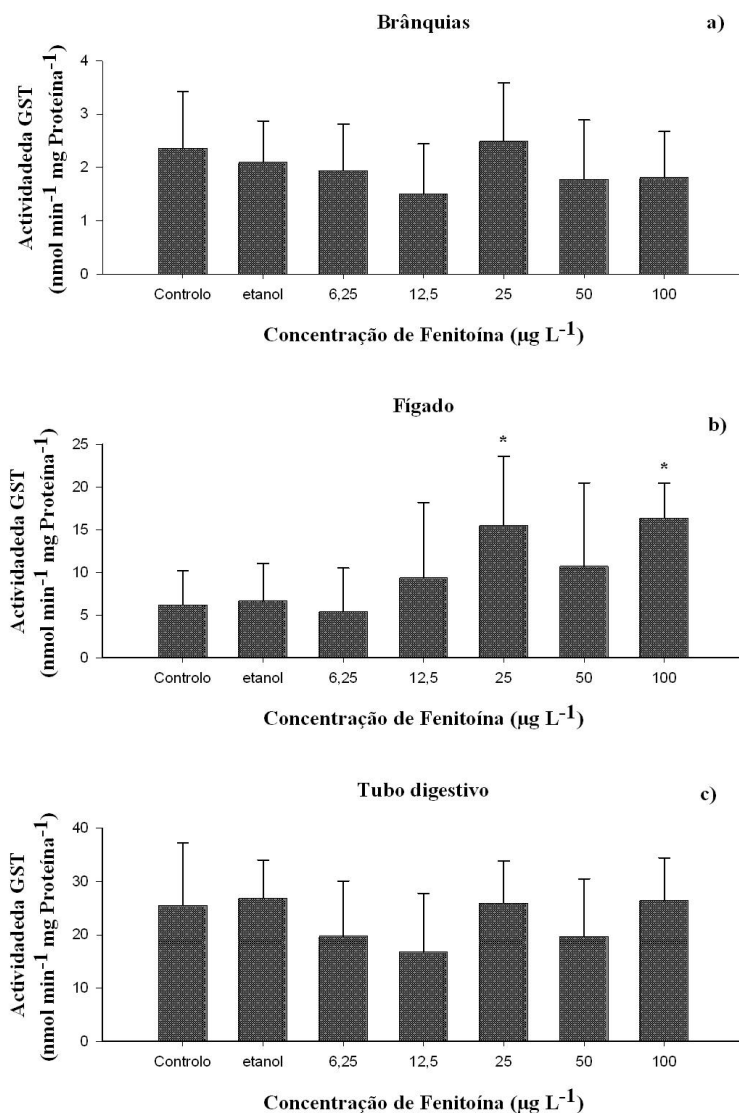 Brânquias
a)
Actividadeda GST
(nmol min-1 mg Proteína-1)
4
3
2
1
0
Controlo etanol 6,25 12,5 25 50 100
Concentração de Fenitoína (µg L-1)
Fígado
b)
Actividadeda GST
(nmol min-1 mg Proteína-1)
25
20
15
10
5
0
* *
Controlo etanol 6,25 12,5 25 50 100
Concentração de Fenitoína (µg L-1)
Tubo digestivo
c)
Actividadeda GST
(nmol min-1 mg Proteína-1)
40
30
20
10
0
Controlo etanol 6,25 12,5 25 50 100
Concentração de Fenitoína (µg L-1)